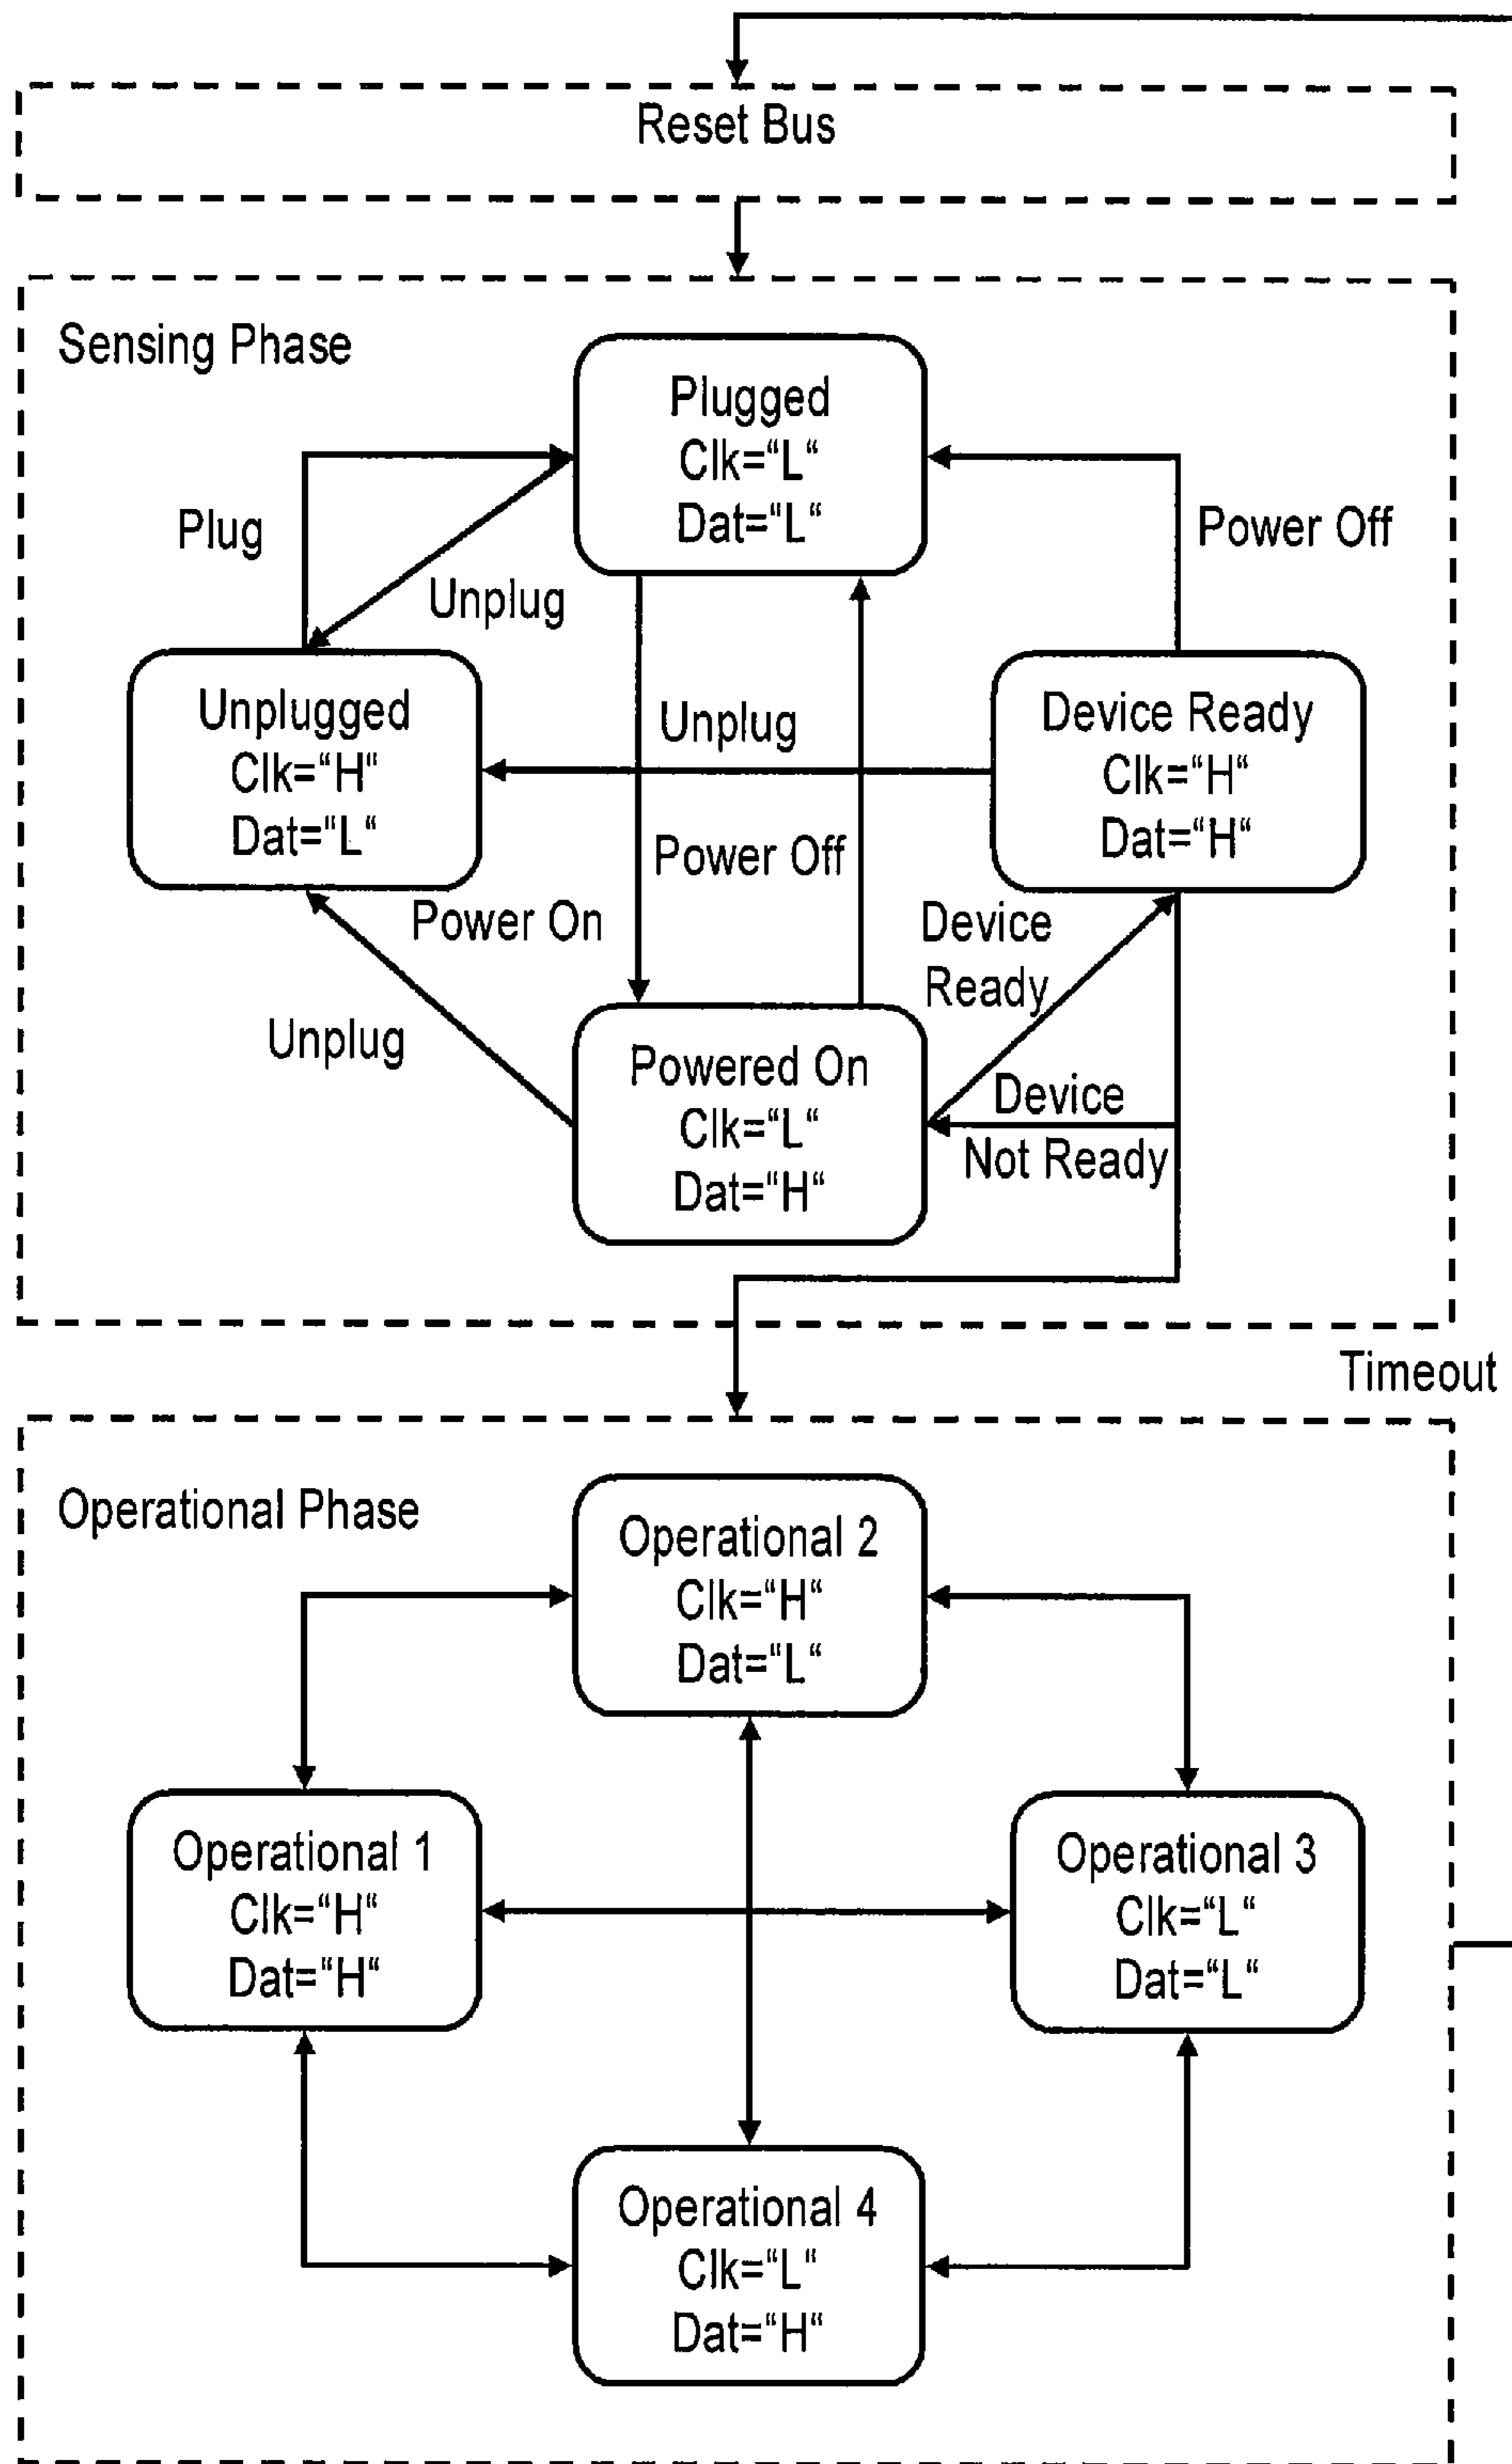 Reset Bus
Sensing Phase
Plugged
Clk="L“
Dat="L“
Plug
Unplug
Power Off
Unplugged
Clk="H“
Dat="L“
Unplug
Device Ready
Clk="H“
Dat="H“
Power Off
Power On
Device
Ready
Unplug
Powered On
Clk="L“
Dat="H“
Device
Not Ready
Timeout
Operational Phase
Operational 2
Clk="H“
Dat="L“
Operational 1
Clk="H“
Dat="H“
Operational 3
Clk="L“
Dat="L“
Operational 4
Clk="L“
Dat="H“